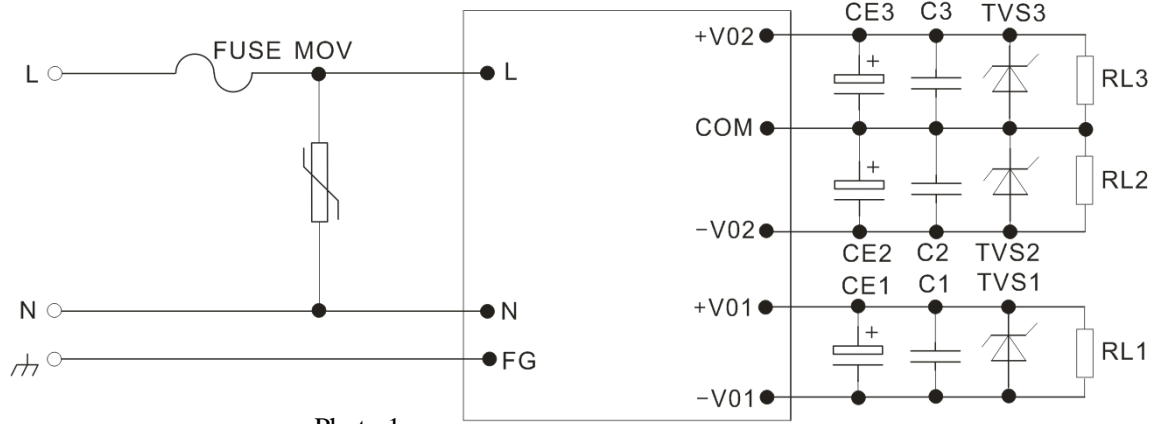 CE3 C3 TVS3
+V02
FUSE MOV
L
L
RL3
COM
RL2
−V02
CE2 C2 TVS2
CE1 C1 TVS1
N
N
+V01
FG
RL1
−V01